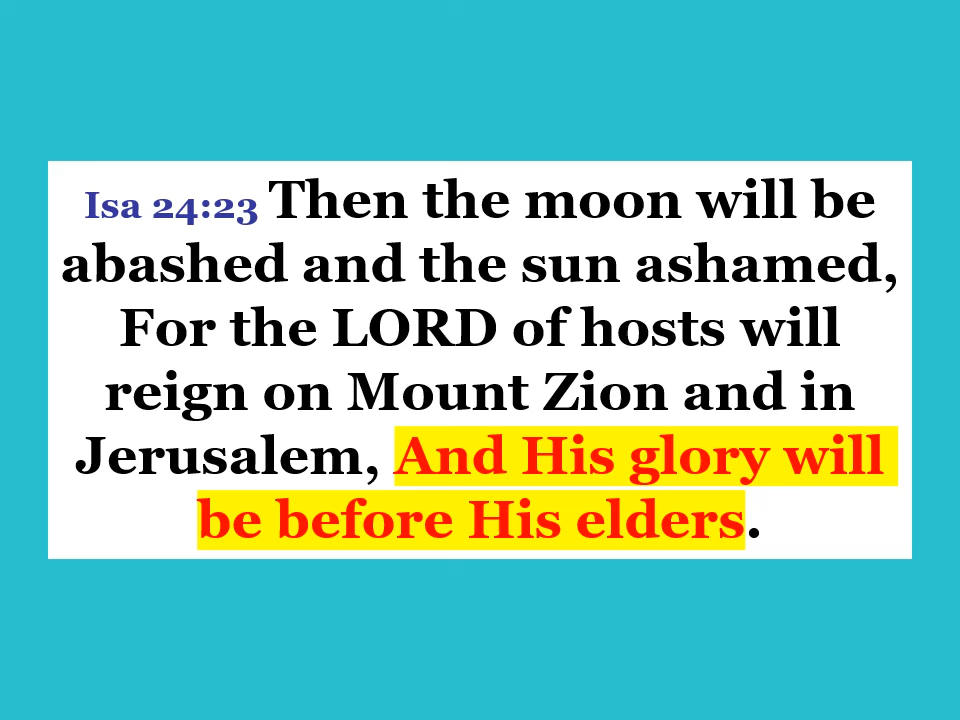 Isa 24:23 Then the moon will be
abashed and the sun ashamed,
For the LORD of hosts will
reign on Mount Zion and in
Jerusalem, And His glory will
be before His elders.